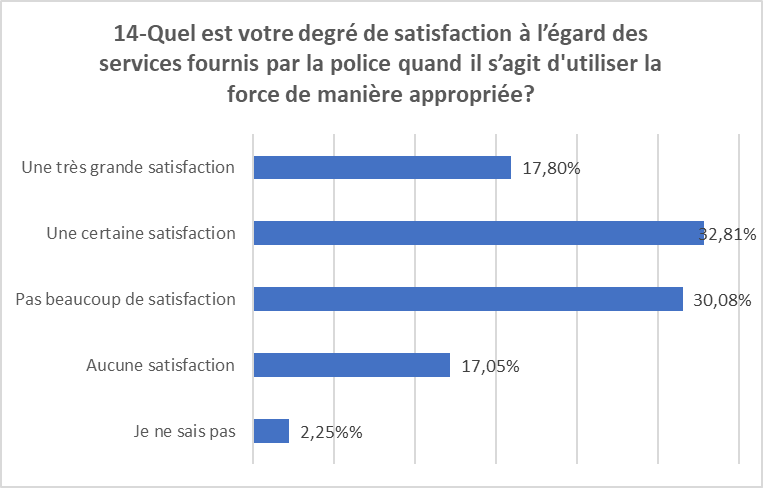 14-Quel est votre degré de satisfaction à l’égard des
services fournis par la police quand il s’agit d'utiliser la
force de manière appropriée?
Une très grande satisfaction 17,80%
Une certaine satisfaction 32,81%
Pas beaucoup de satisfaction 30,08%
Aucune satisfaction 17,05%
Je ne sais pas 2,25%%